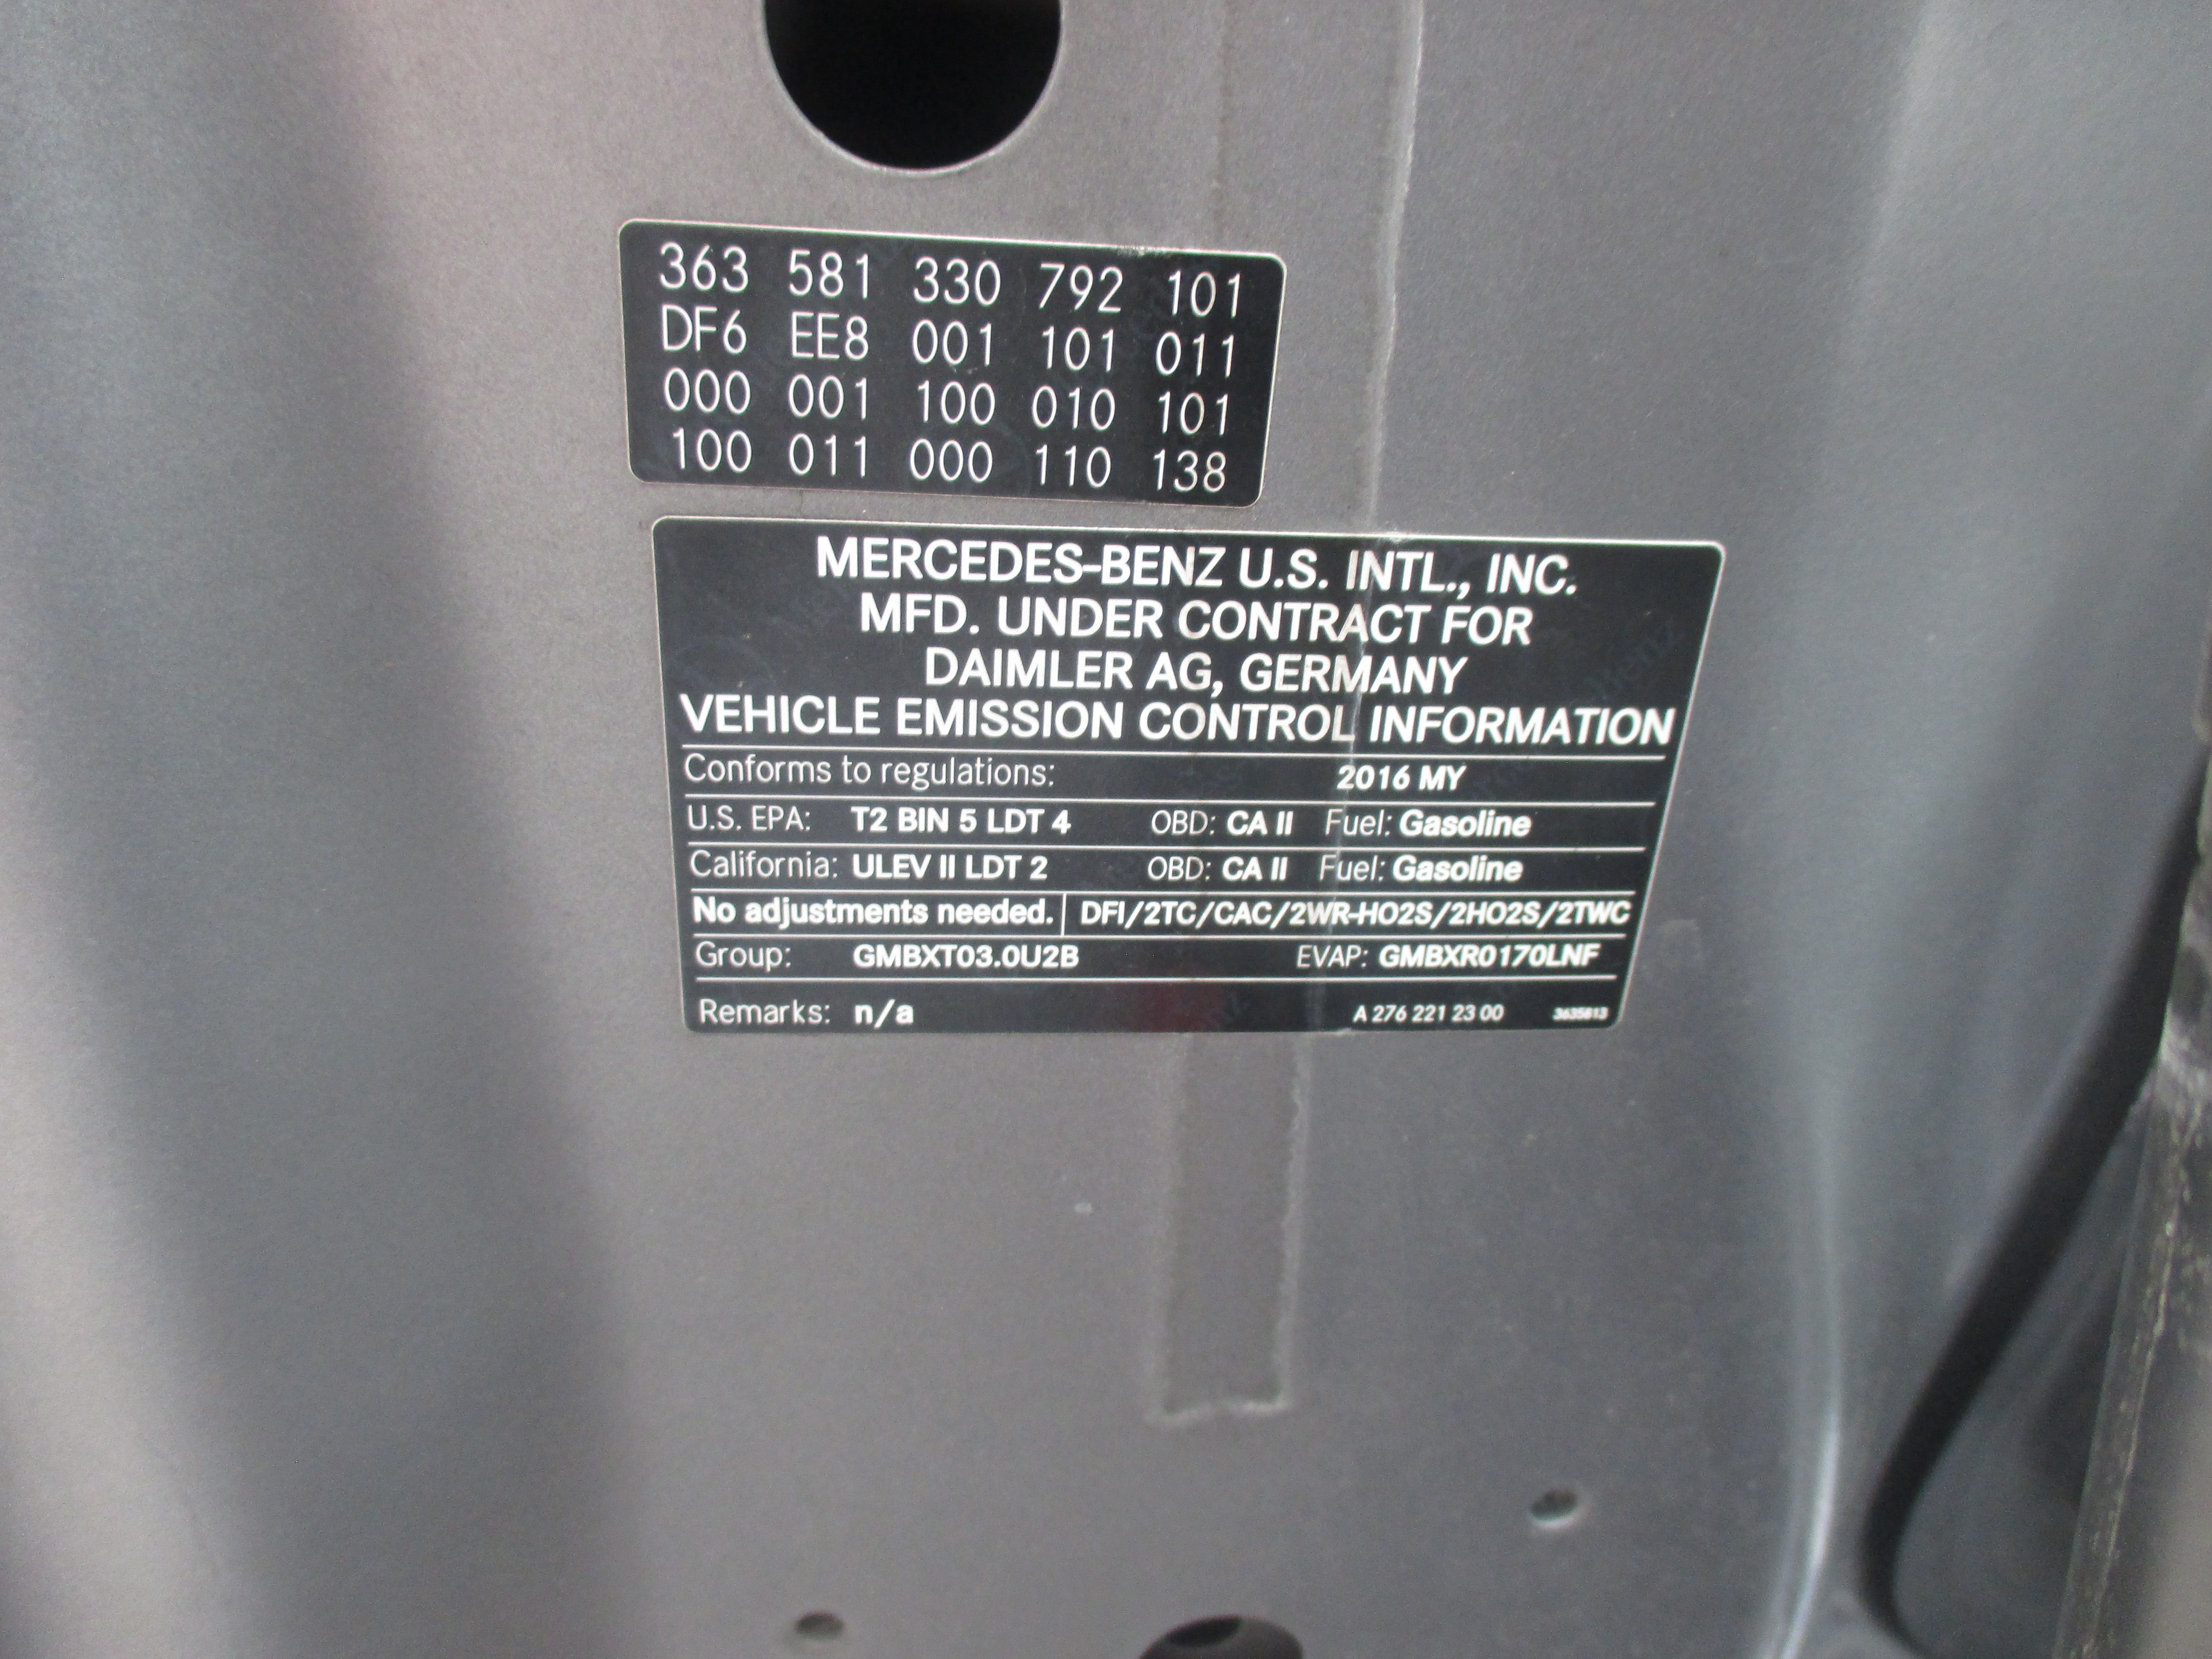 363 581 330 792 101
DF6 EE8 001 101 011
000 001 100 010 101
100 011 000 110 138
MERCEDES-BENZ U.S. INTL., INC.
MFD. UNDER CONTRACT FOR
DAIMLER AG, GERMANY
VEHICLE EMISSION CONTROL INFORMATION
Conforms to regulations: 2016 MY
U.S. EPA: T2 BIN 5 LDT 4 OBD: CA II Fuel: Gasoline
California: ULEV II LDT 2 OBD: CA II Fuel: Gasoline
No adjustments needed. DFI/2TC/CAC/2WR-HO2S/2HO2S/2TWC
Group: GMBXT03.0U2B EVAP: GMBXR0170LNF
Remarks: n/a A 276 221 23 00 3635813